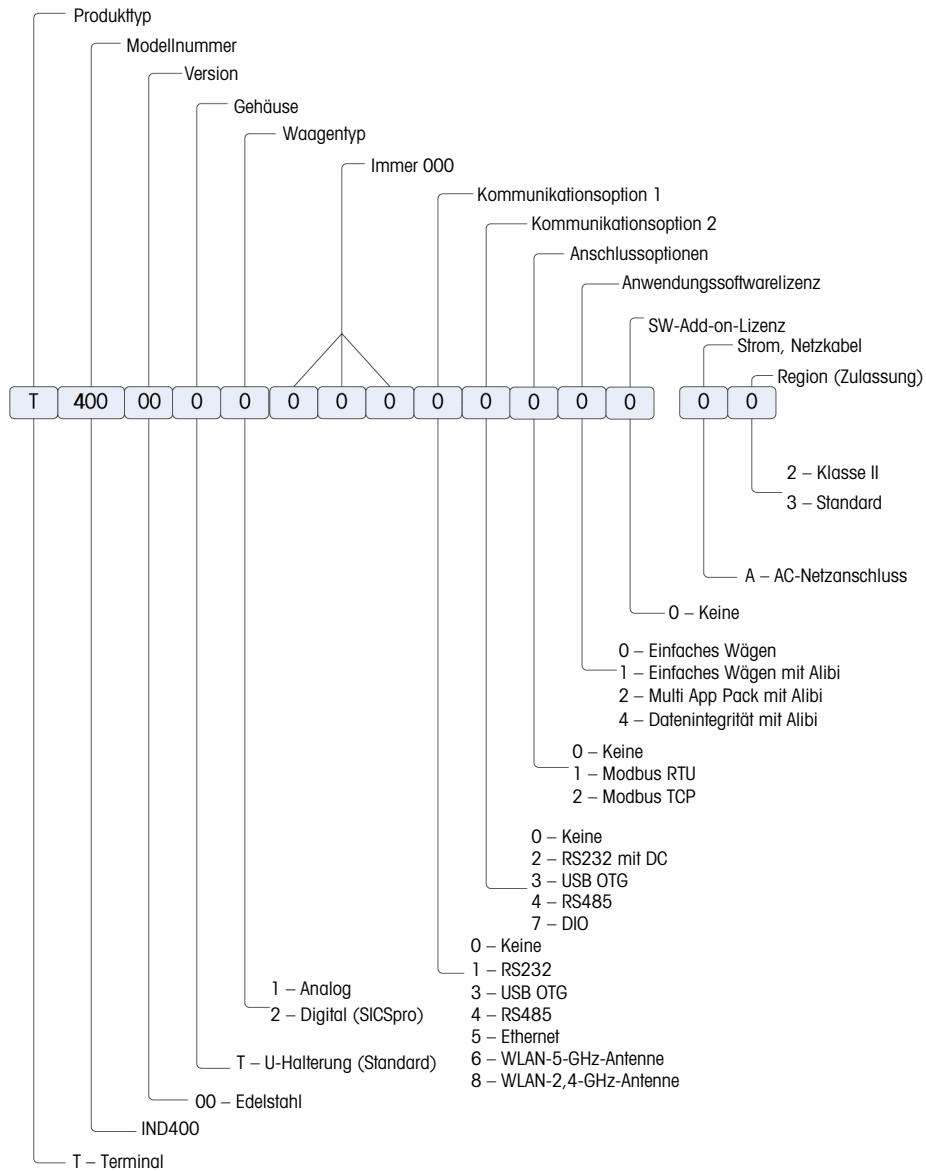 Produkttyp
Modellnummer
Version
Gehäuse
Waagentyp
Immer 000
Kommunikationsoption 1
Kommunikationsoption 2
Anschlussoptionen
Anwendungssoftwarelizenz
SW-Add-on-Lizenz
Strom, Netzkabel
Region (Zulassung)
T 400 00 0 0 0 0 0 0 0 0 0 0 0 0
2 – Klasse II
3 – Standard
A – AC-Netzanschluss
0 – Keine
0 – Einfaches Wägen
1 – Einfaches Wägen mit Alibi
2 – Multi App Pack mit Alibi
4 – Datenintegrität mit Alibi
0 – Keine
1 – Modbus RTU
2 – Modbus TCP
0 – Keine
2 – RS232 mit DC
3 – USB OTG
4 – RS485
7 – DIO
0 – Keine
1 – RS232
3 – USB OTG
4 – RS485
5 – Ethernet
6 – WLAN-5-GHz-Antenne
8 – WLAN-2,4-GHz-Antenne
1 – Analog
2 – Digital (SICSpro)
T – U-Halterung (Standard)
00 – Edelstahl
IND400
T – Terminal